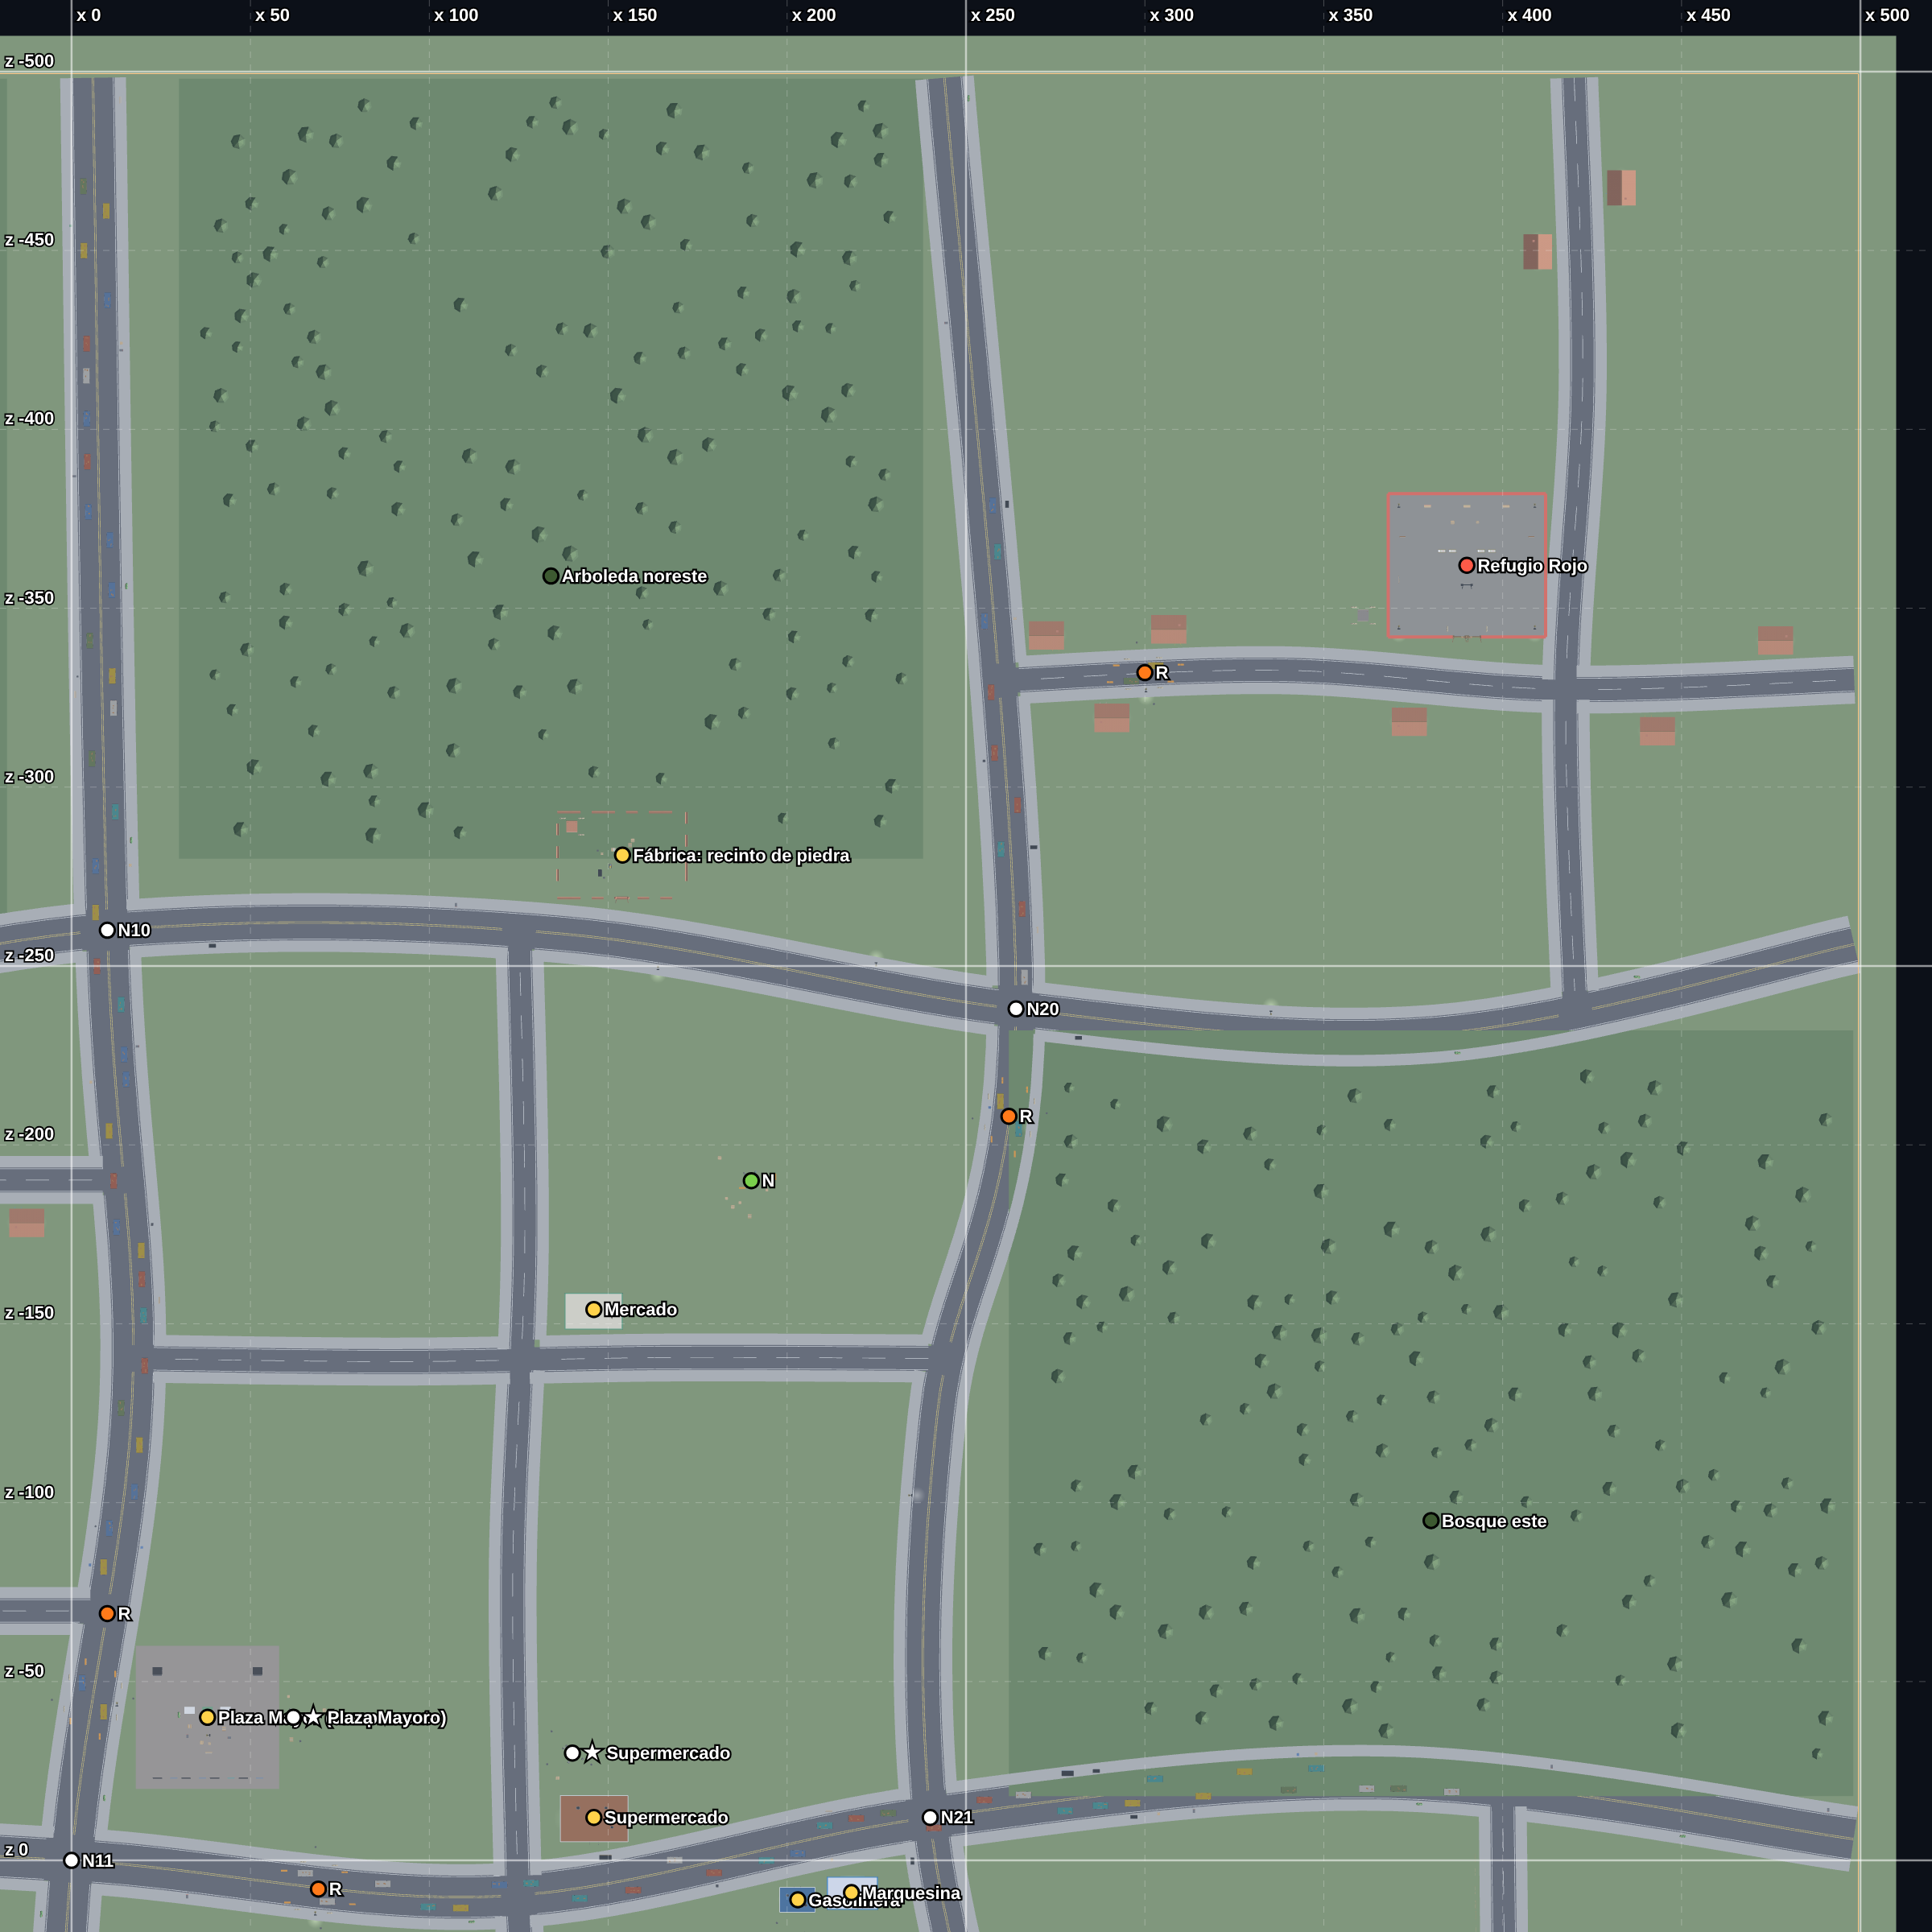 x 0
x 50
x 100
x 150
x 200
x 250
x 300
x 350
x 400
x 450
x 500
z -500
z -450
z -400
z -350
Arboleda noreste
Refugio Rojo
R
z -300
Fábrica: recinto de piedra
N10
z -250
N20
z -200
R
N
z -150
Mercado
z -100
Bosque este
R
z -50
Plaza Mayoro)
Supermercado
Supermercado
N21
z 0
N11
R
Gasolinera
Marquesina